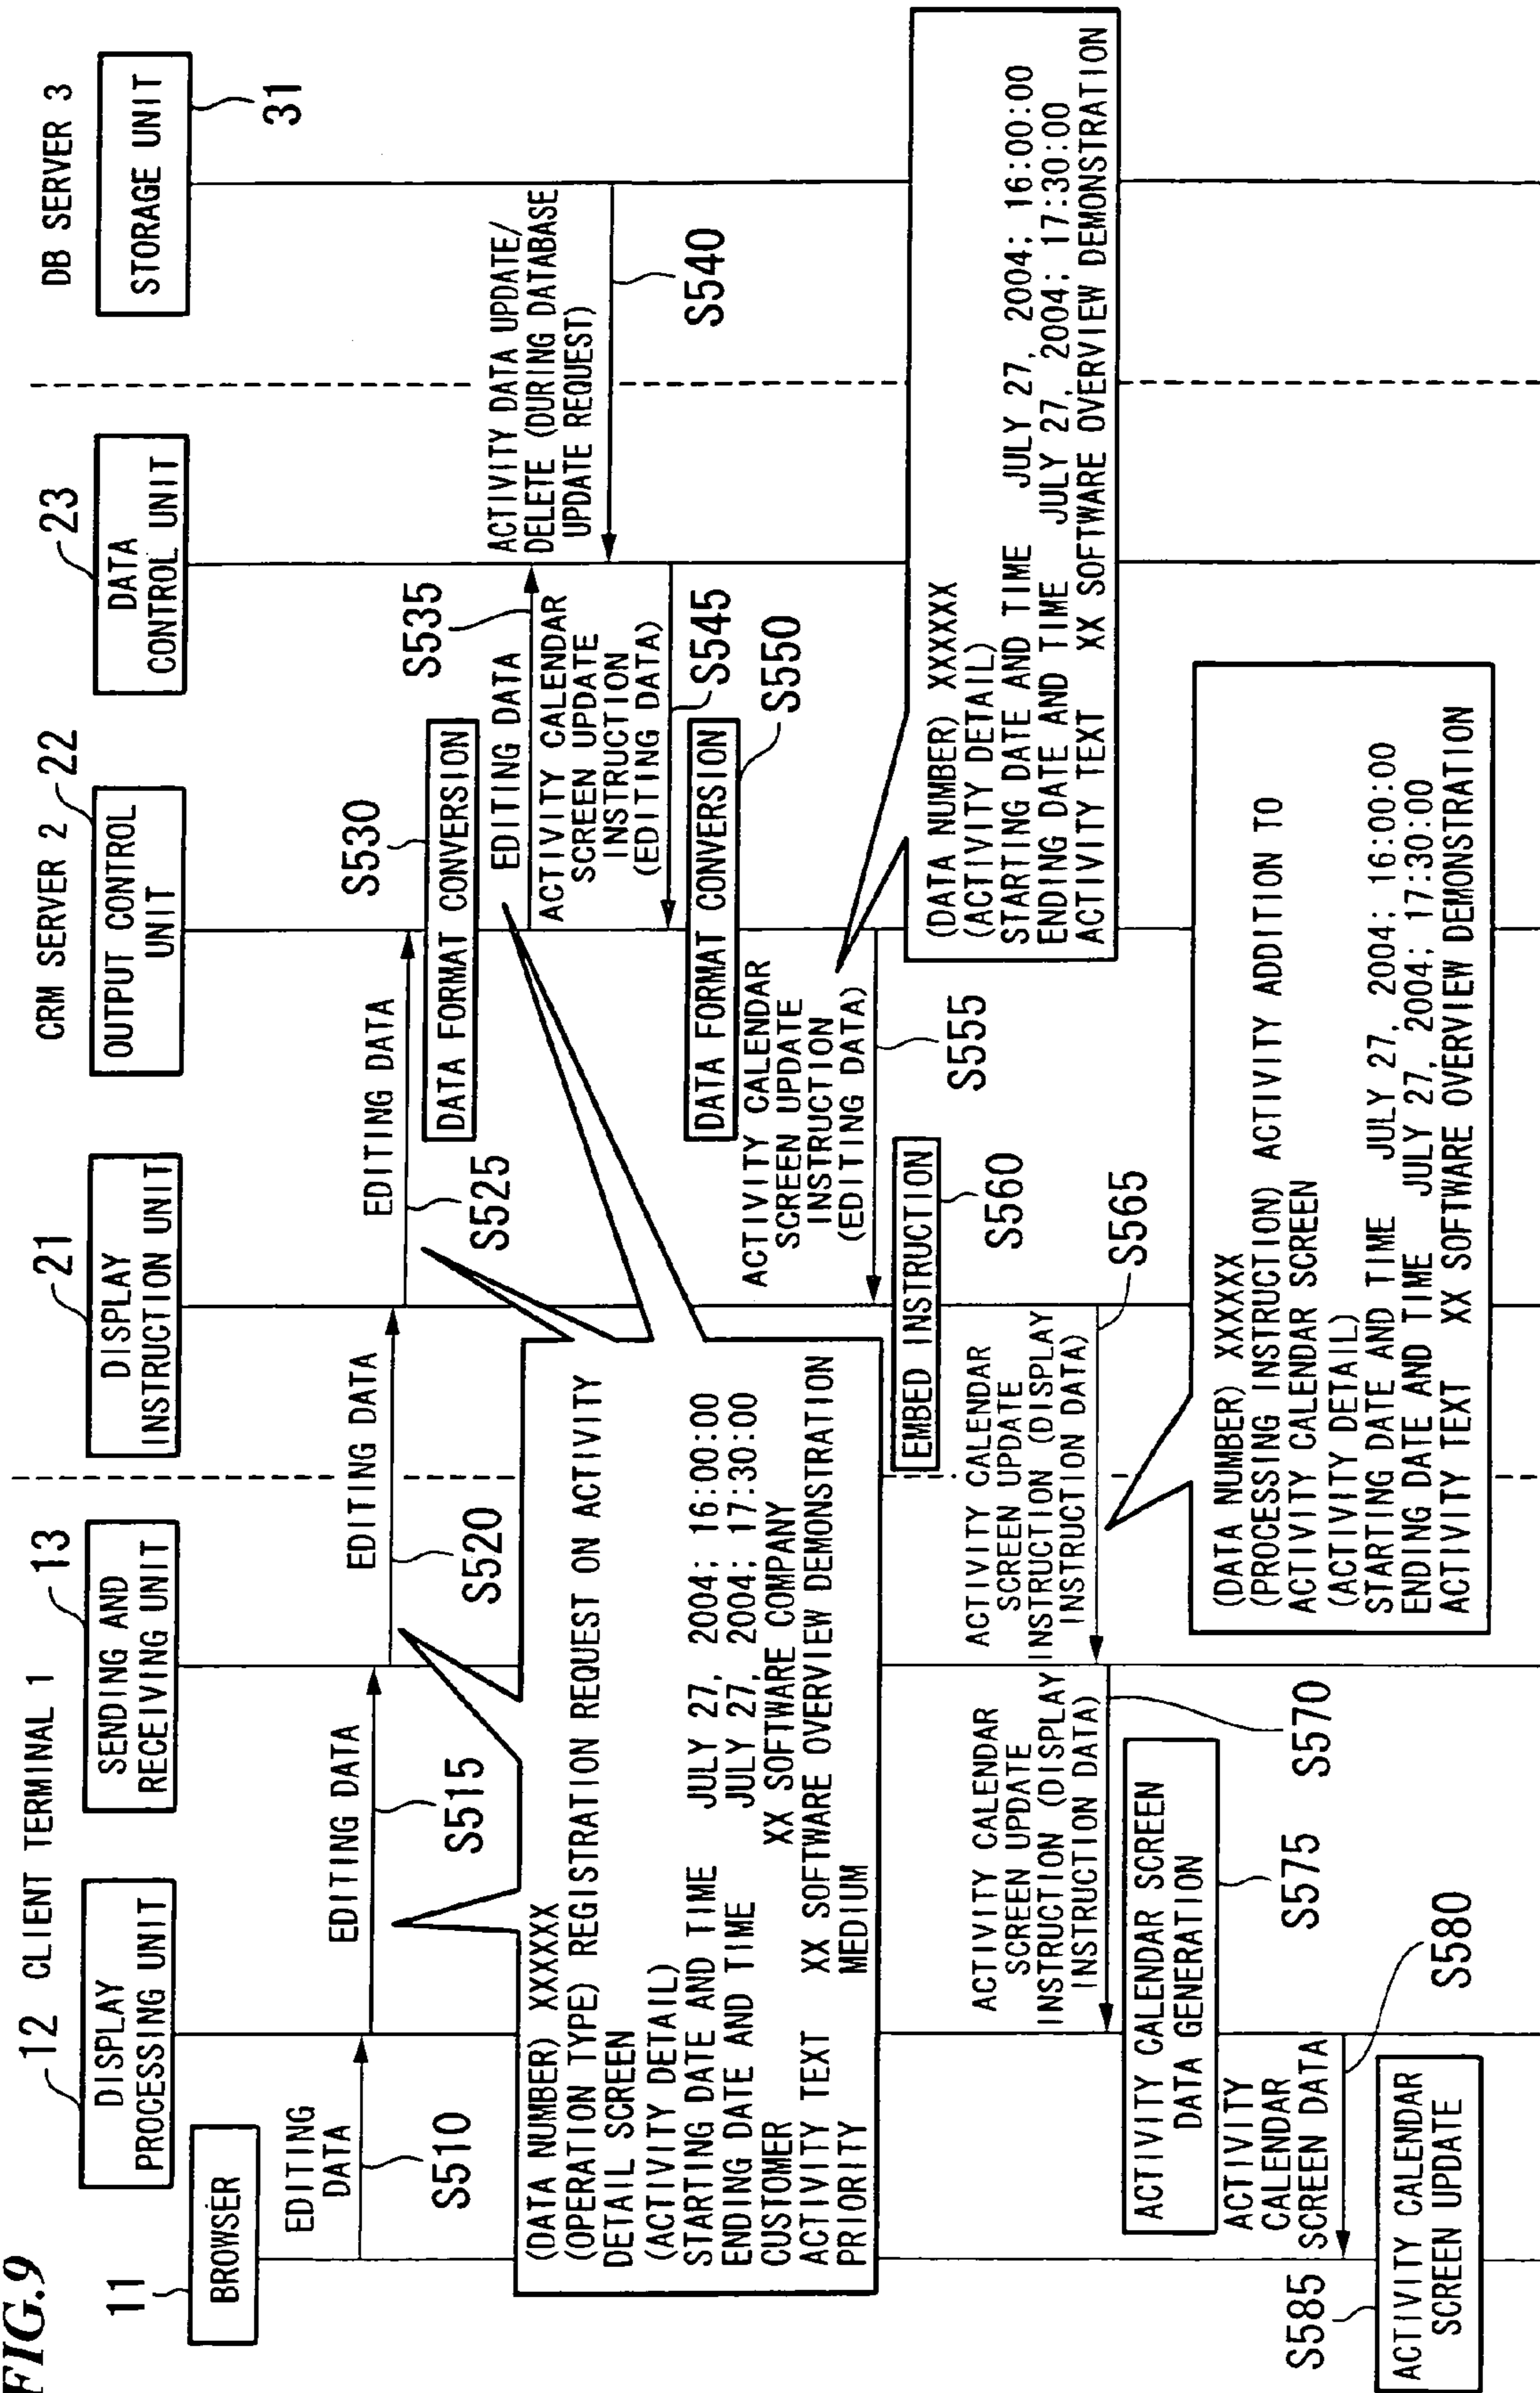 FIG.9
12 CLIENT TERMINAL 1
13
21
CRM SERVER 2
22
23
DB SERVER 3
11
BROWSER
DISPLAY
PROCESSING UNIT
SENDING AND
RECEIVING UNIT
DISPLAY
INSTRUCTION UNIT
OUTPUT CONTROL
UNIT
DATA
CONTROL UNIT
STORAGE UNIT
31
EDITING
DATA
S510
EDITING DATA
S515
EDITING DATA
S520
EDITING DATA
S525
S530
DATA FORMAT CONVERSION
EDITING DATA
S535
ACTIVITY DATA UPDATE/
DELETE (DURING DATABASE
UPDATE REQUEST)
S540
ACTIVITY CALENDAR
SCREEN UPDATE
INSTRUCTION
(EDITING DATA)
S545
DATA FORMAT CONVERSION
S550
(DATA NUMBER) XXXXXX
(OPERATION TYPE) REGISTRATION REQUEST ON ACTIVITY
DETAIL SCREEN
(ACTIVITY DETAIL)
STARTING DATE AND TIME JULY 27, 2004; 16:00:00
ENDING DATE AND TIME JULY 27, 2004; 17:30:00
CUSTOMER XX SOFTWARE COMPANY
ACTIVITY TEXT XX SOFTWARE OVERVIEW DEMONSTRATION
PRIORITY MEDIUM
ACTIVITY CALENDAR
SCREEN UPDATE
INSTRUCTION
(EDITING DATA)
S555
(DATA NUMBER) XXXXXX
(ACTIVITY DETAIL)
STARTING DATE AND TIME JULY 27, 2004; 16:00:00
ENDING DATE AND TIME JULY 27, 2004; 17:30:00
ACTIVITY TEXT XX SOFTWARE OVERVIEW DEMONSTRATION
EMBED INSTRUCTION
S560
ACTIVITY CALENDAR
SCREEN UPDATE
INSTRUCTION (DISPLAY
INSTRUCTION DATA)
S565
(DATA NUMBER) XXXXXX
(PROCESSING INSTRUCTION) ACTIVITY ADDITION TO
ACTIVITY CALENDAR SCREEN
(ACTIVITY DETAIL)
STARTING DATE AND TIME JULY 27, 2004; 16:00:00
ENDING DATE AND TIME JULY 27, 2004; 17:30:00
ACTIVITY TEXT XX SOFTWARE OVERVIEW DEMONSTRATION
ACTIVITY CALENDAR
SCREEN UPDATE
INSTRUCTION (DISPLAY
INSTRUCTION DATA)
S570
ACTIVITY CALENDAR SCREEN
DATA GENERATION
S575
ACTIVITY
CALENDAR
SCREEN DATA
S580
S585
ACTIVITY CALENDAR
SCREEN UPDATE